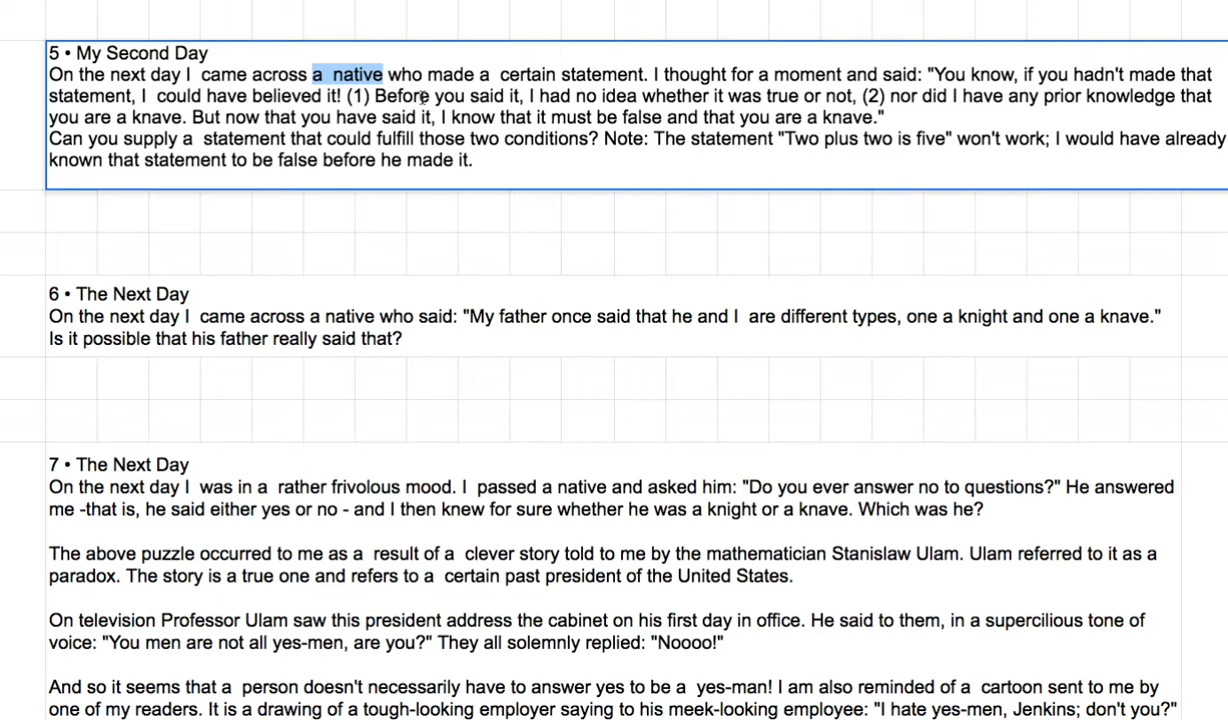 5 • My Second Day
On the next day I came across a native who made a certain statement. I thought for a moment and said: "You know, if you hadn't made that
statement, I could have believed it! (1) Before you said it, I had no idea whether it was true or not, (2) nor did I have any prior knowledge that
you are a knave. But now that you have said it, I know that it must be false and that you are a knave."
Can you supply a statement that could fulfill those two conditions? Note: The statement "Two plus two is five" won't work; I would have already
known that statement to be false before he made it.
6 • The Next Day
On the next day I came across a native who said: "My father once said that he and I are different types, one a knight and one a knave."
Is it possible that his father really said that?
7 • The Next Day
On the next day I was in a rather frivolous mood. I passed a native and asked him: "Do you ever answer no to questions?" He answered
me -that is, he said either yes or no - and I then knew for sure whether he was a knight or a knave. Which was he?
The above puzzle occurred to me as a result of a clever story told to me by the mathematician Stanislaw Ulam. Ulam referred to it as a
paradox. The story is a true one and refers to a certain past president of the United States.
On television Professor Ulam saw this president address the cabinet on his first day in office. He said to them, in a supercilious tone of
voice: "You men are not all yes-men, are you?" They all solemnly replied: "Noooo!"
And so it seems that a person doesn't necessarily have to answer yes to be a yes-man! I am also reminded of a cartoon sent to me by
one of my readers. It is a drawing of a tough-looking employer saying to his meek-looking employee: "I hate yes-men, Jenkins; don't you?"